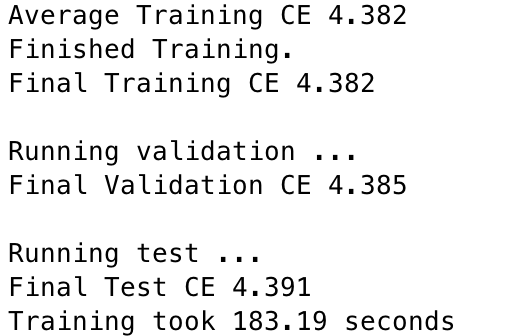 Average Training CE 4.382
Finished Training.
Final Training CE 4.382
Running validation ...
Final Validation CE 4.385
Running test ...
Final Test CE 4.391
Training took 183.19 seconds